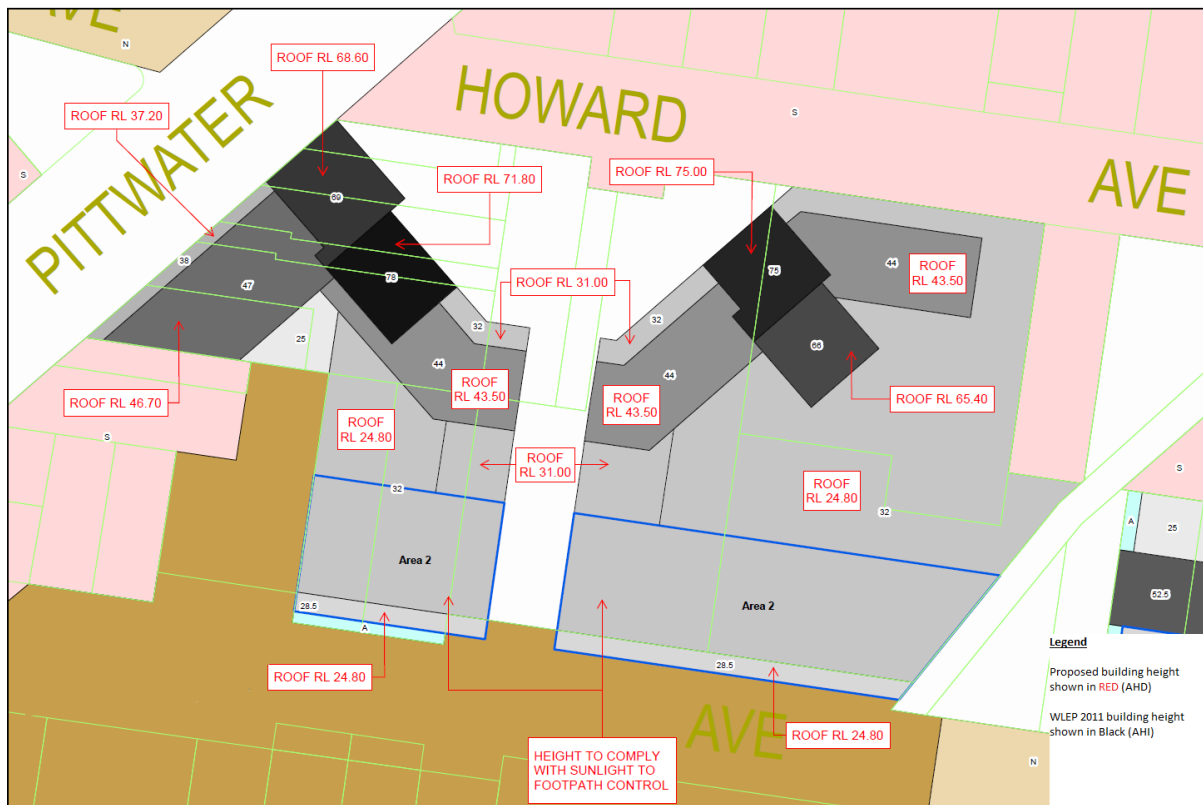 AVE
N
ROOF RL 68.60
HOWARD
S
ROOF RL 37.20
PITTWATER
S
ROOF RL 71.80
ROOF RL 75.00
AVE
S
69
38
47
78
75
44
ROOF
RL 43.50
ROOF RL 31.00
32
32
25
44
44
66
ROOF
RL 43.50
ROOF
RL 43.50
ROOF RL 65.40
ROOF RL 46.70
ROOF
RL 24.80
S
ROOF
RL 31.00
S
ROOF
RL 24.80
32
32
A
25
Area 2
52.5
28.5
Area 2
A
28.5
Legend
Proposed building height
shown in RED (AHD)
WLEP 2011 building height
shown in Black (AHI)
ROOF RL 24.80
AVE
ROOF RL 24.80
HEIGHT TO COMPLY
WITH SUNLIGHT TO
FOOTPATH CONTROL
N